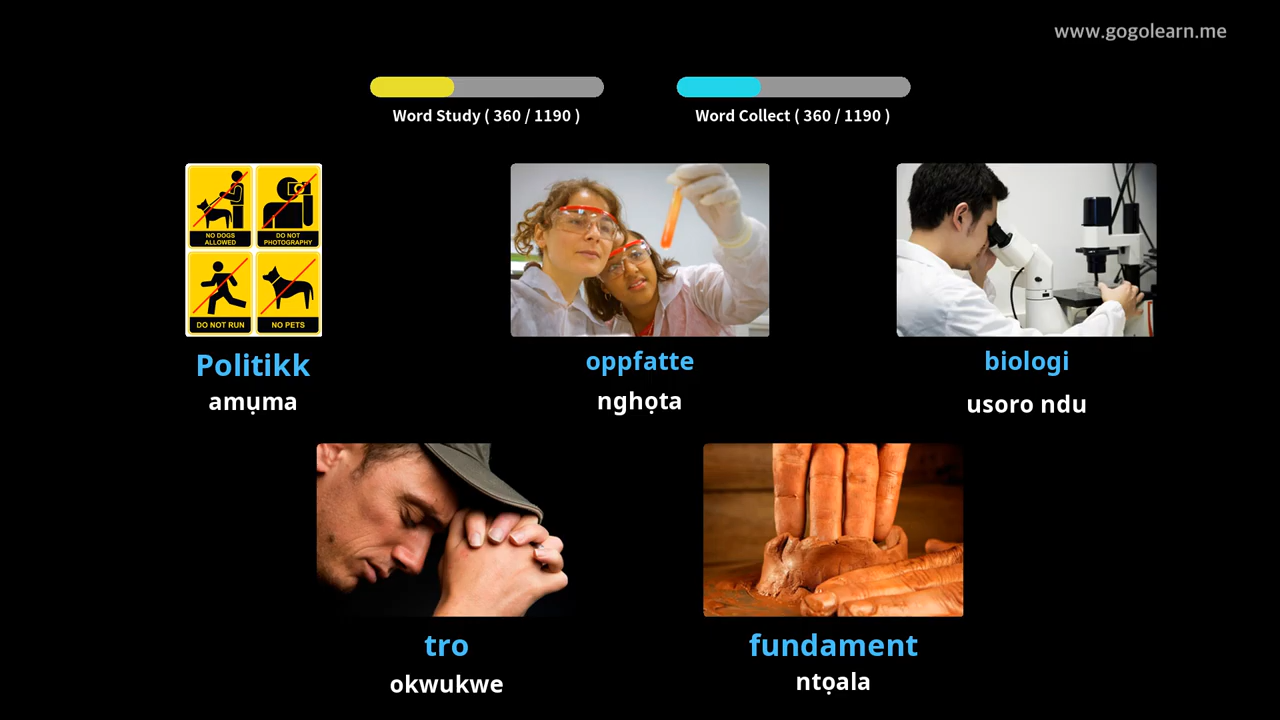 www.gogolearn.me
Word Study ( 360 / 1190 )
Word Collect ( 360 / 1190 )
NO DOGS
ALLOWED
DO NOT
PHOTOGRAPHY
DO NOT RUN
NO PETS
Politikk
amụma
oppfatte
nghọta
biologi
usoro ndu
tro
okwukwe
fundament
ntọala